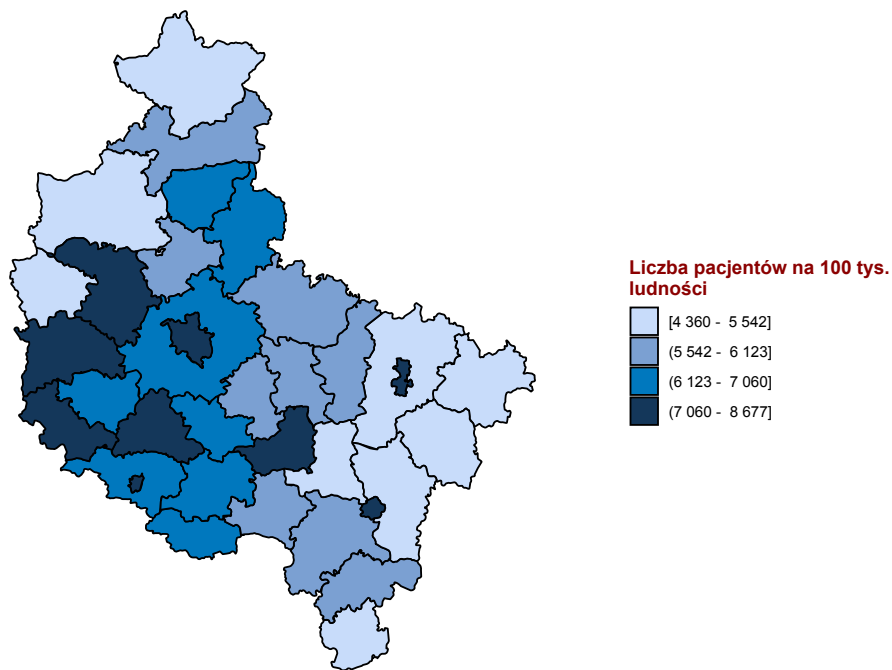 Liczba pacjentów na 100 tys.
ludności
[4 360 - 5 542]
(5 542 - 6 123]
(6 123 - 7 060]
(7 060 - 8 677]